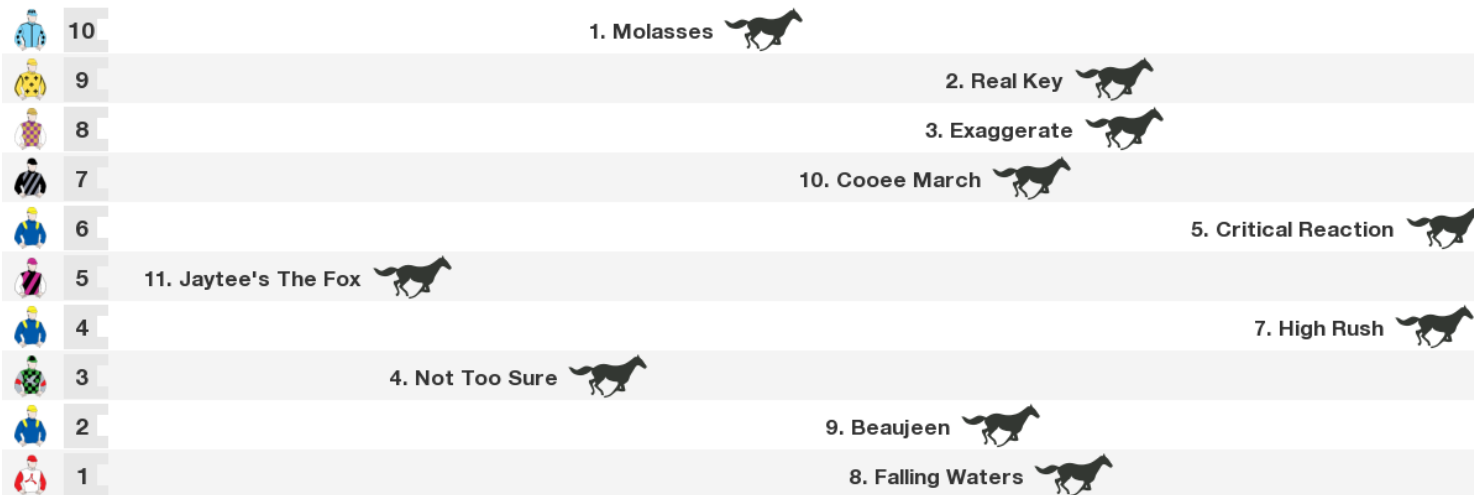 10 1. Molasses
9 2. Real Key
8 3. Exaggerate
7 10. Cooee March
6 5. Critical Reaction
5 11. Jaytee's The Fox
4 7. High Rush
3 4. Not Too Sure
2 9. Beaujeen
1 8. Falling Waters